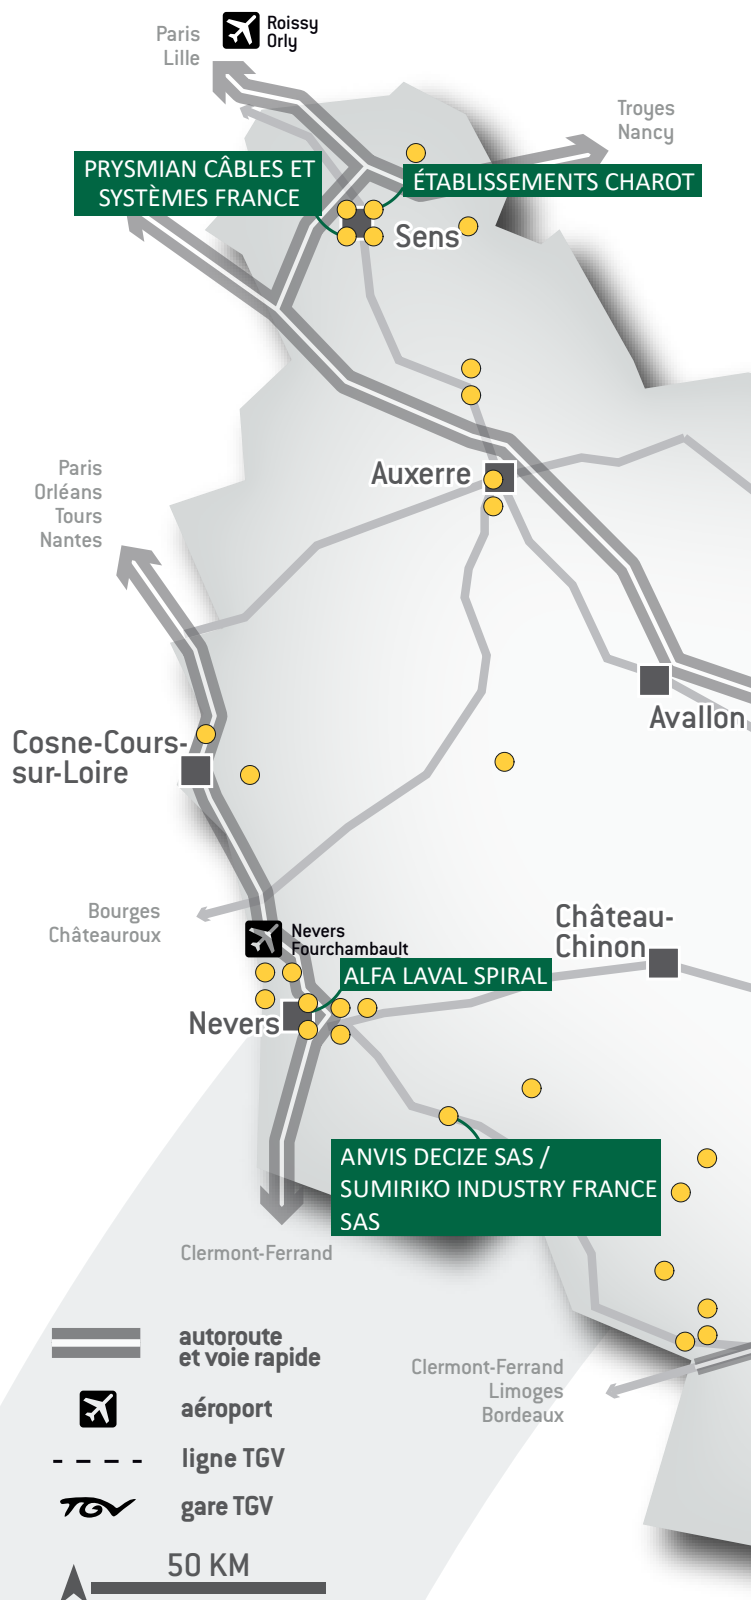 Roissy
Orly
Paris
Lille
Troyes
Nancy
PRYSMIAN CÂBLES ET
SYSTÈMES FRANCE
ÉTABLISSEMENTS CHAROT
Sens
Auxerre
Paris
Orléans
Tours
Nantes
Avallon
Cosne-Cours-
sur-Loire
Bourges
Châteauroux
Château-
Chinon
Nevers
Fourchambault
ALFA LAVAL SPIRAL
Nevers
ANVIS DECIZE SAS /
SUMIRIKO INDUSTRY FRANCE
SAS
Clermont-Ferrand
Clermont-Ferrand
Limoges
Bordeaux
autoroute
et voie rapide
aéroport
ligne TGV
TGV
gare TGV
50 KM